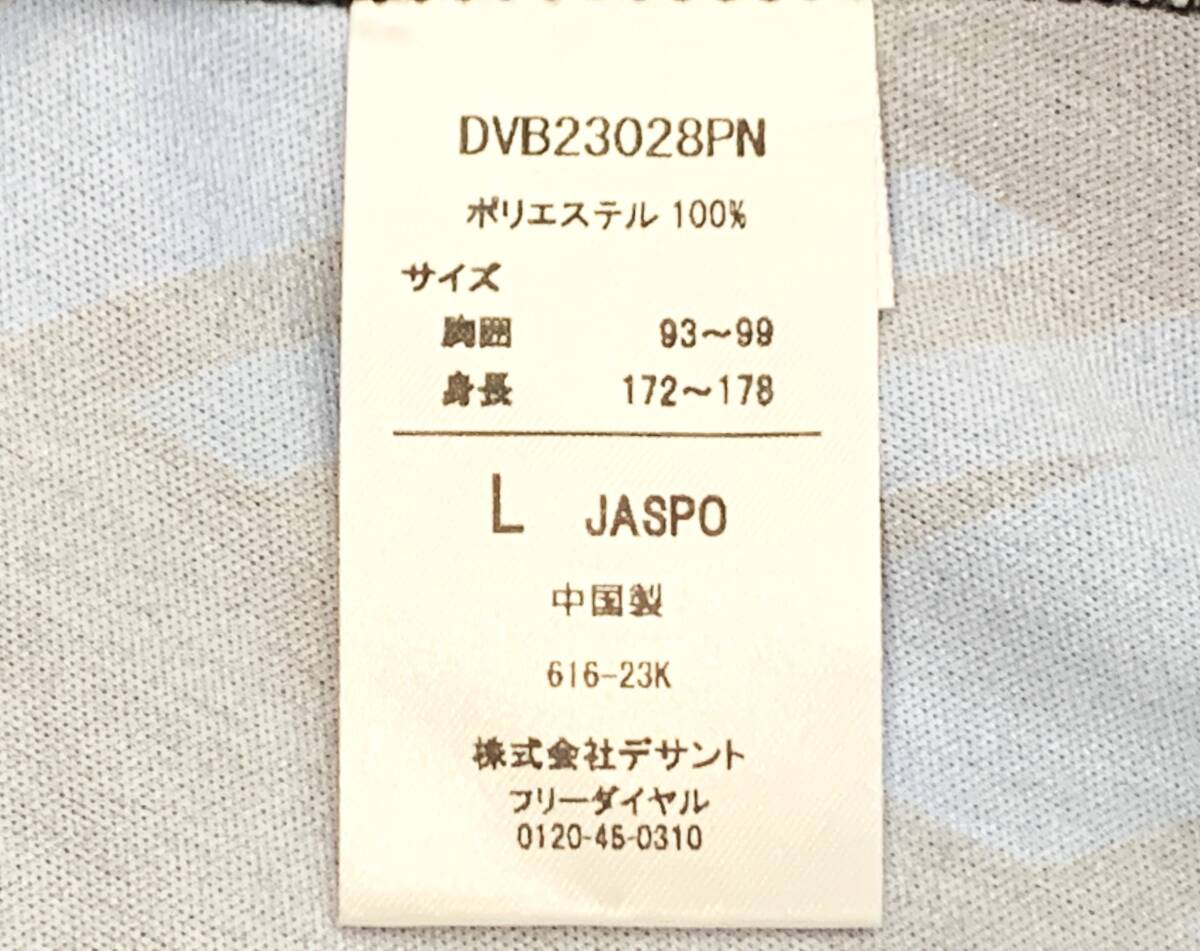 DVB23028PN
ポリエステル 100%
サイズ
胸囲 93～99
身長 172～178
L JASPO
中国製
616-23K
株式会社デサント
フリーダイヤル
0120-46-0310